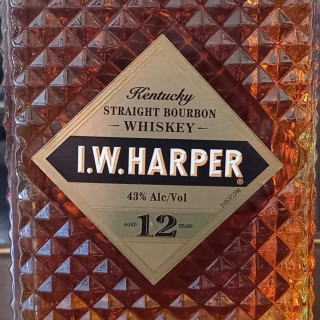 Kentucky
STRAIGHT BOURBON
— WHISKEY —
I.W.HARPER®
43% Alc/Vol
AGED 12 YEARS